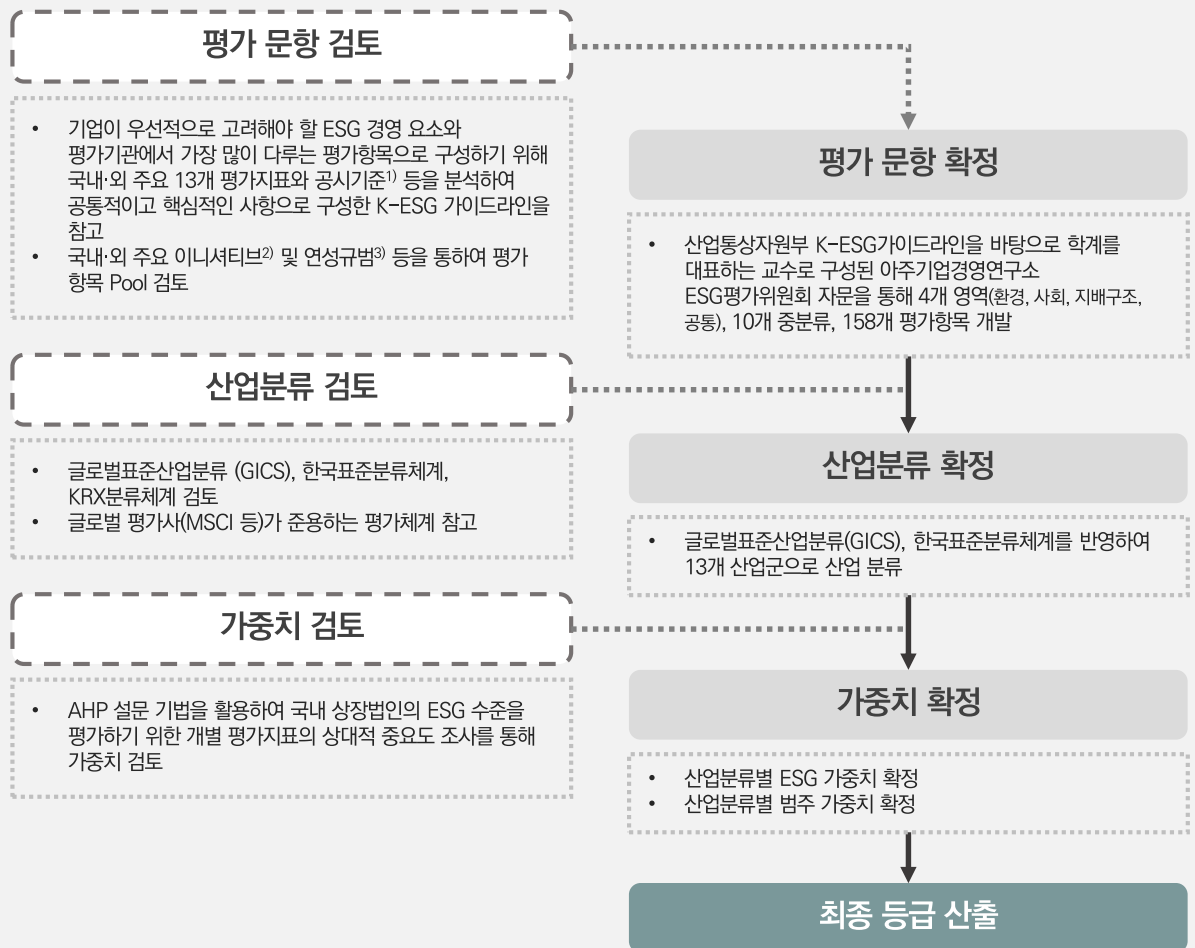 평가 문항 검토
• 기업이 우선적으로 고려해야 할 ESG 경영 요소와
평가기관에서 가장 많이 다루는 평가항목으로 구성하기 위해
국내·외 주요 13개 평가지표와 공시기준1) 등을 분석하여
공통적이고 핵심적인 사항으로 구성한 K-ESG 가이드라인을
참고
• 국내·외 주요 이니셔티브2) 및 연성규범3) 등을 통하여 평가
항목 Pool 검토
평가 문항 확정
• 산업통상자원부 K-ESG가이드라인을 바탕으로 학계를
대표하는 교수로 구성된 아주기업경영연구소
ESG평가위원회 자문을 통해 4개 영역(환경, 사회, 지배구조,
공통), 10개 중분류, 158개 평가항목 개발
산업분류 검토
• 글로벌표준산업분류 (GICS), 한국표준분류체계,
KRX분류체계 검토
• 글로벌 평가사(MSCI 등)가 준용하는 평가체계 참고
산업분류 확정
• 글로벌표준산업분류(GICS), 한국표준분류체계를 반영하여
13개 산업군으로 산업 분류
가중치 검토
• AHP 설문 기법을 활용하여 국내 상장법인의 ESG 수준을
평가하기 위한 개별 평가지표의 상대적 중요도 조사를 통해
가중치 검토
가중치 확정
• 산업분류별 ESG 가중치 확정
• 산업분류별 범주 가중치 확정
최종 등급 산출